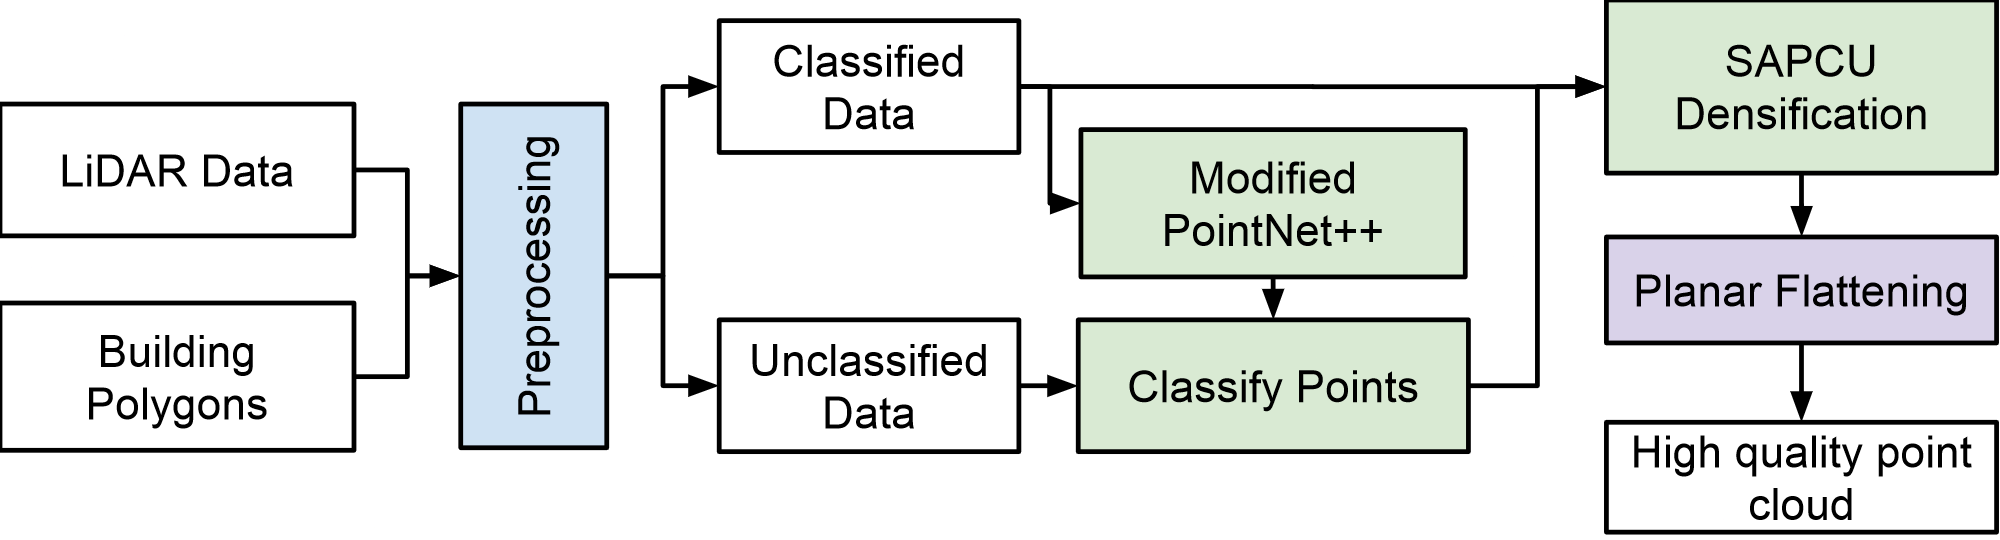 LiDAR Data
Building
Polygons
Preprocessing
Classified
Data
Unclassified
Data
Modified
PointNet++
Classify Points
SAPCU
Densification
Planar Flattening
High quality point
cloud